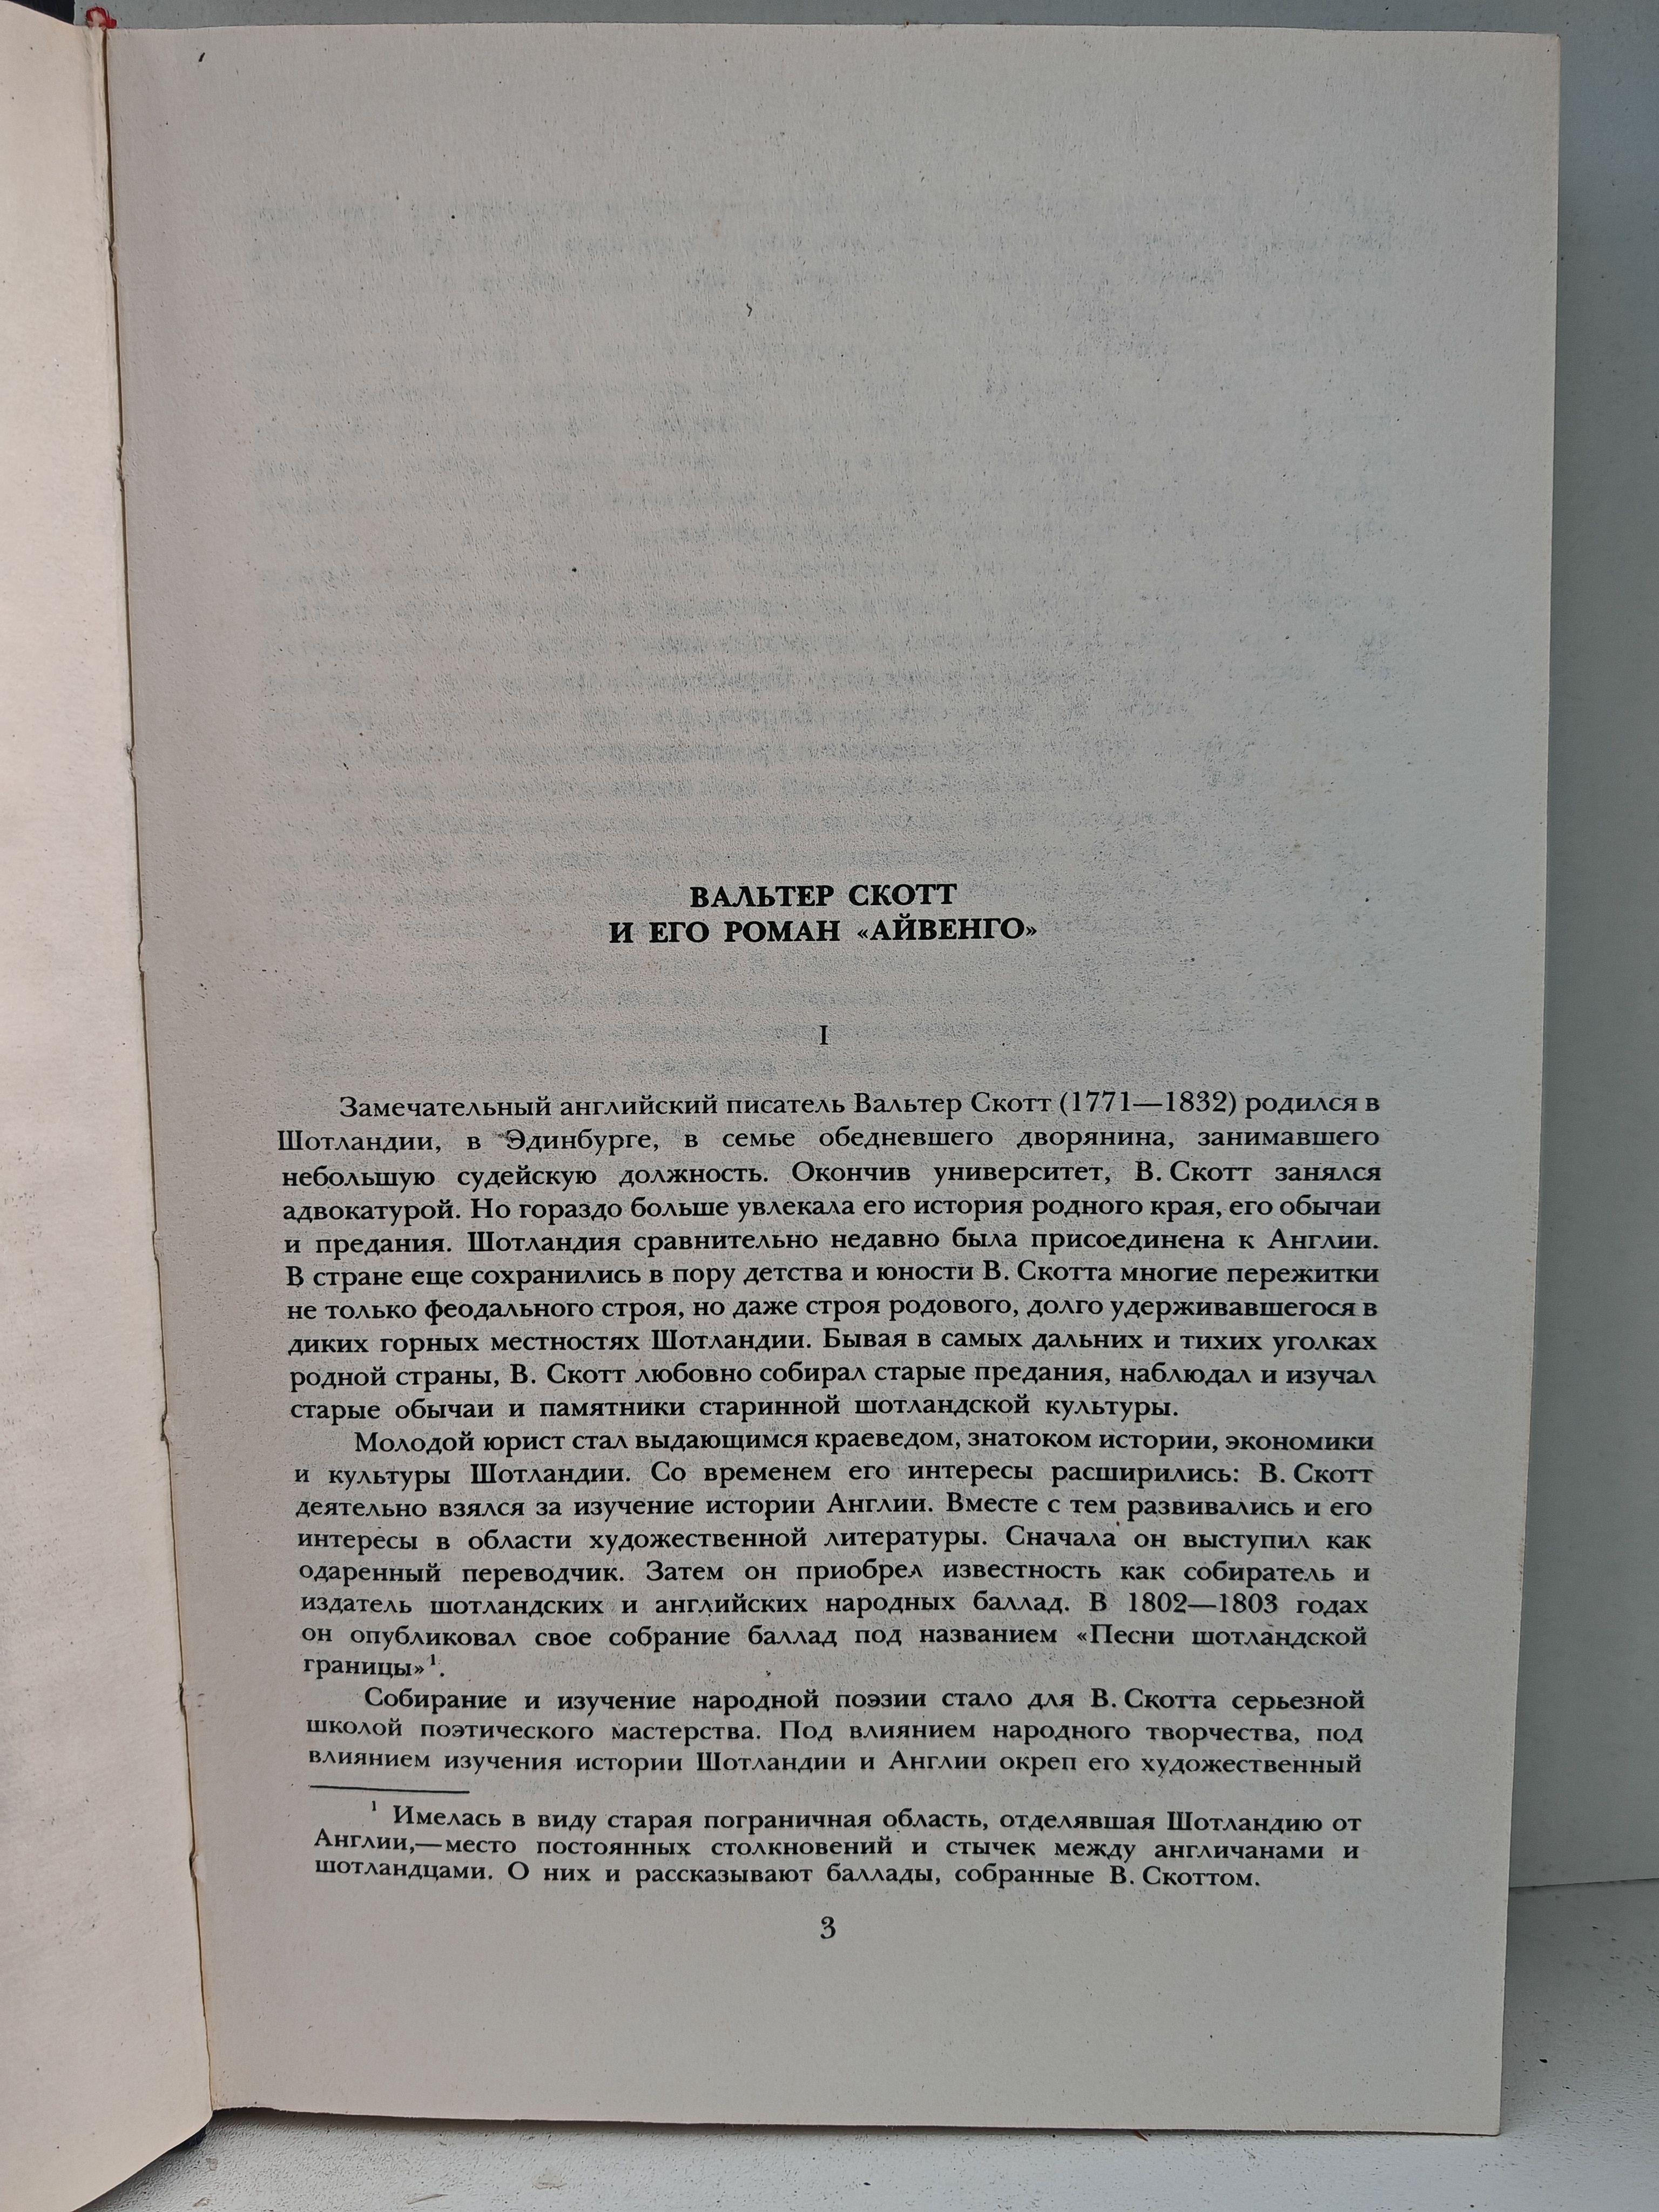 ВАЛЬТЕР СКОТТ
И ЕГО РОМАН «АЙВЕНГО»
I
Замечательный английский писатель Вальтер Скотт (1771—1832) родился в
Шотландии, в Эдинбурге, в семье обедневшего дворянина, занимавшего
небольшую судейскую должность. Окончив университет, В. Скотт занялся
адвокатурой. Но гораздо больше увлекала его история родного края, его обычаи
и предания. Шотландия сравнительно недавно была присоединена к Англии.
В стране еще сохранились в пору детства и юности В. Скотта многие пережитки
не только феодального строя, но даже строя родового, долго удерживавшегося в
диких горных местностях Шотландии. Бывая в самых дальних и тихих уголках
родной страны, В. Скотт любовно собирал старые предания, наблюдал и изучал
старые обычаи и памятники старинной шотландской культуры.
Молодой юрист стал выдающимся краеведом, знатоком истории, экономики
и культуры Шотландии. Со временем его интересы расширились: В. Скотт
деятельно взялся за изучение истории Англии. Вместе с тем развивались и его
интересы в области художественной литературы. Сначала он выступил как
одаренный переводчик. Затем он приобрел известность как собиратель и
издатель шотландских и английских народных баллад. В 1802—1803 годах
он опубликовал свое собрание баллад под названием «Песни шотландской
границы»¹.
Собирание и изучение народной поэзии стало для В. Скотта серьезной
школой поэтического мастерства. Под влиянием народного творчества, под
влиянием изучения истории Шотландии и Англии окреп его художественный
¹ Имелась в виду старая пограничная область, отделявшая Шотландию от
Англии,—место постоянных столкновений и стычек между англичанами и
шотландцами. О них и рассказывают баллады, собранные В. Скоттом.
3